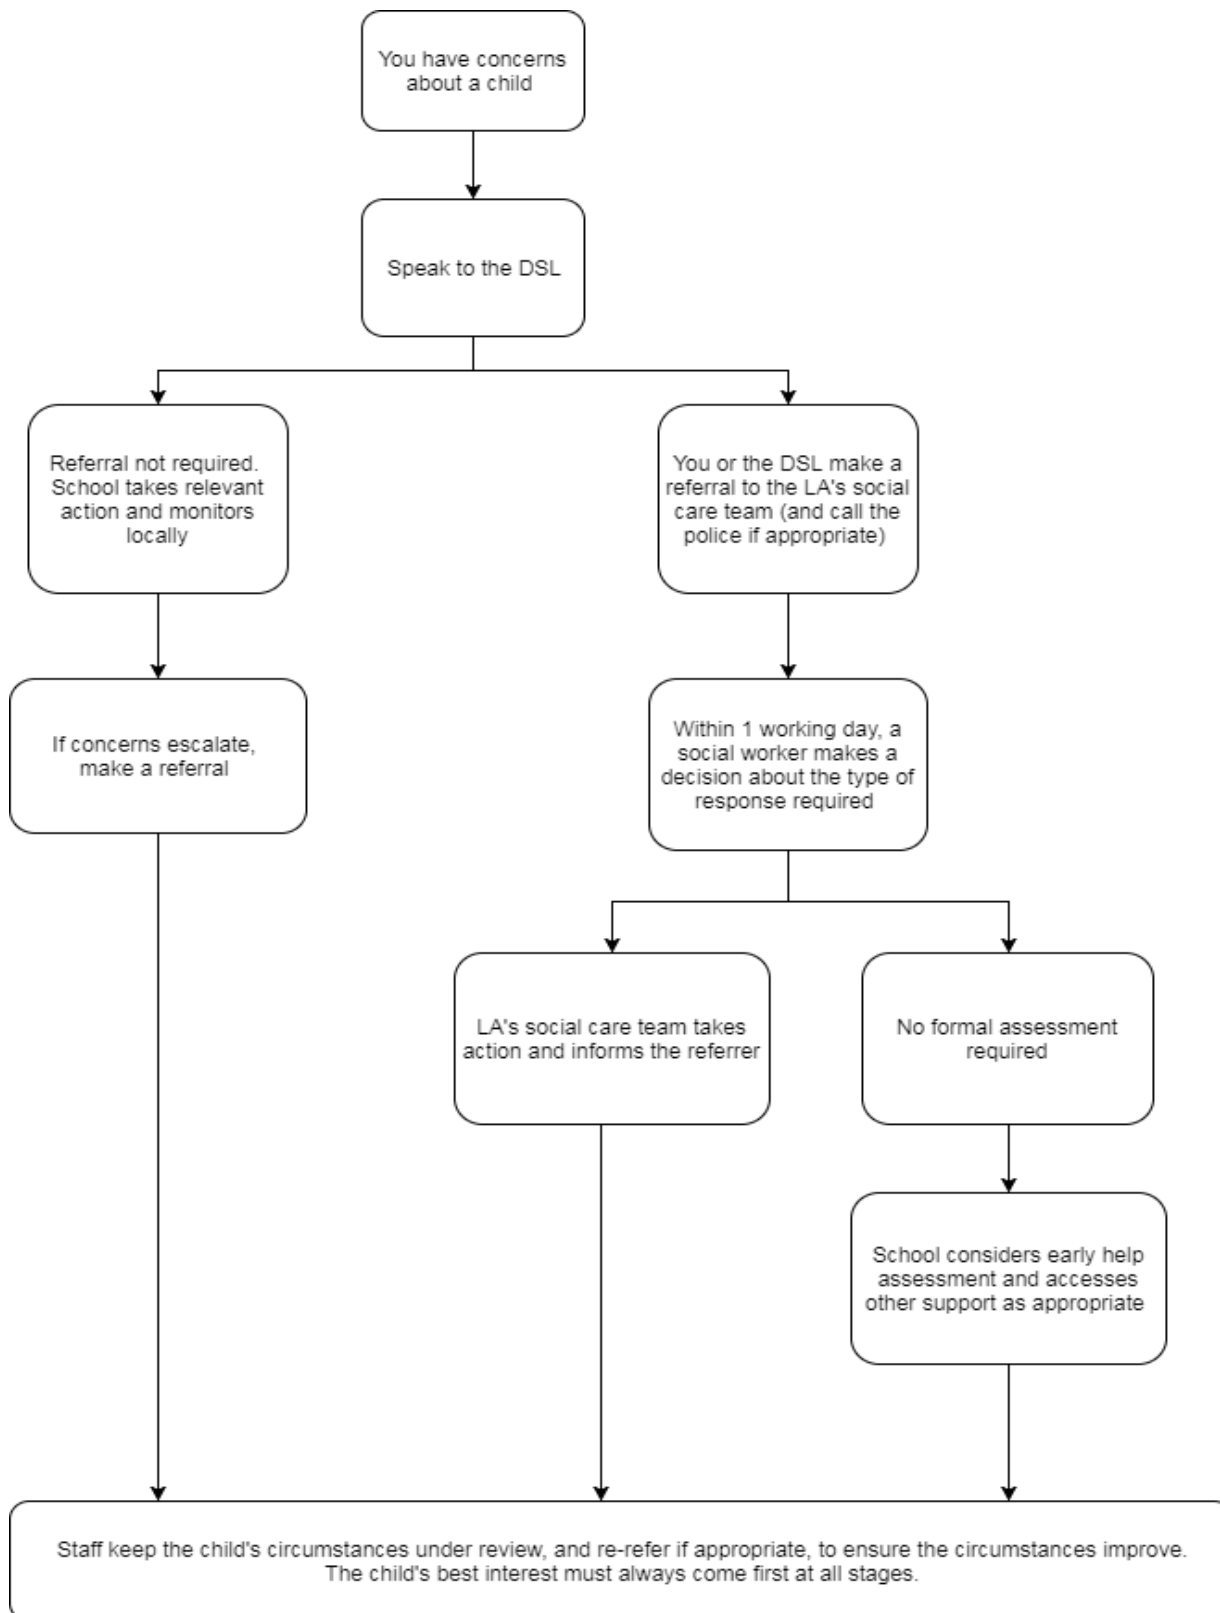 You have concerns
about a child
Speak to the DSL
Referral not required.
School takes relevant
action and monitors
locally
You or the DSL make a
referral to the LA's social
care team (and call the
police if appropriate)
If concerns escalate,
make a referral
Within 1 working day, a
social worker makes a
decision about the type of
response required
LA's social care team takes
action and informs the referrer
No formal assessment
required
School considers early help
assessment and accesses
other support as appropriate
Staff keep the child's circumstances under review, and re-refer if appropriate, to ensure the circumstances improve.
The child's best interest must always come first at all stages.